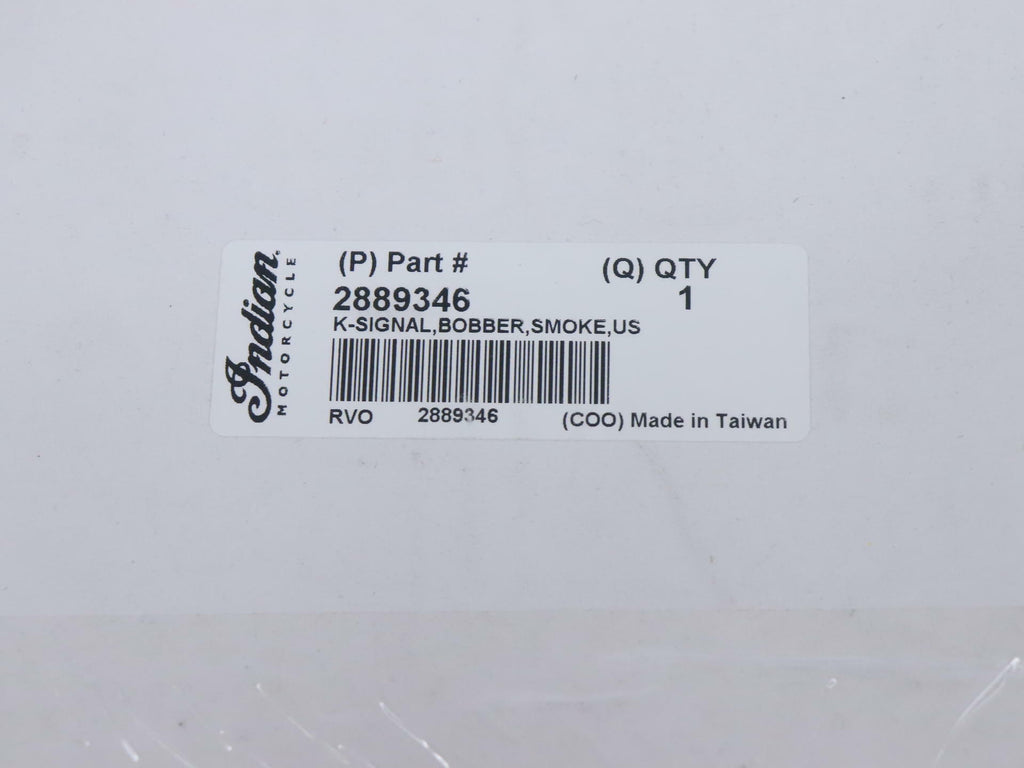 Indian
MOTORCYCLE
(P) Part #
(Q) QTY
2889346
1
K-SIGNAL,BOBBER,SMOKE,US
RVO 2889346 (COO) Made in Taiwan